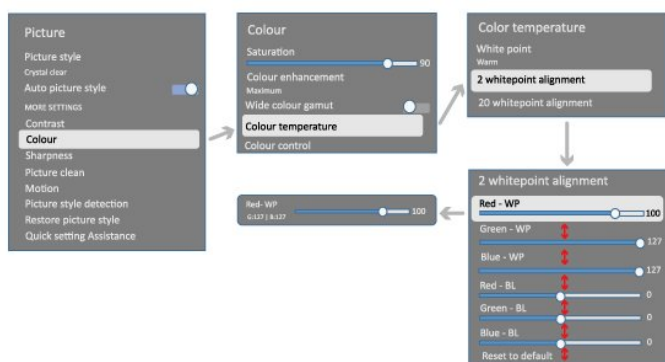 Picture
Picture style
Crystal clear
Auto picture style
MORE SETTINGS
Contrast
Colour
Sharpness
Picture clean
Motion
Picture style detection
Restore picture style
Quick setting Assistance
Colour
Saturation
90
Colour enhancement
Maximum
Wide colour gamut
Colour temperature
Colour control
Color temperature
White point
Warm
2 whitepoint alignment
20 whitepoint alignment
2 whitepoint alignment
Red - WP
100
Green - WP
127
Blue - WP
127
Red - BL
0
Green - BL
0
Blue - BL
0
Reset to default
Red- WP
G:127 | B:127
100